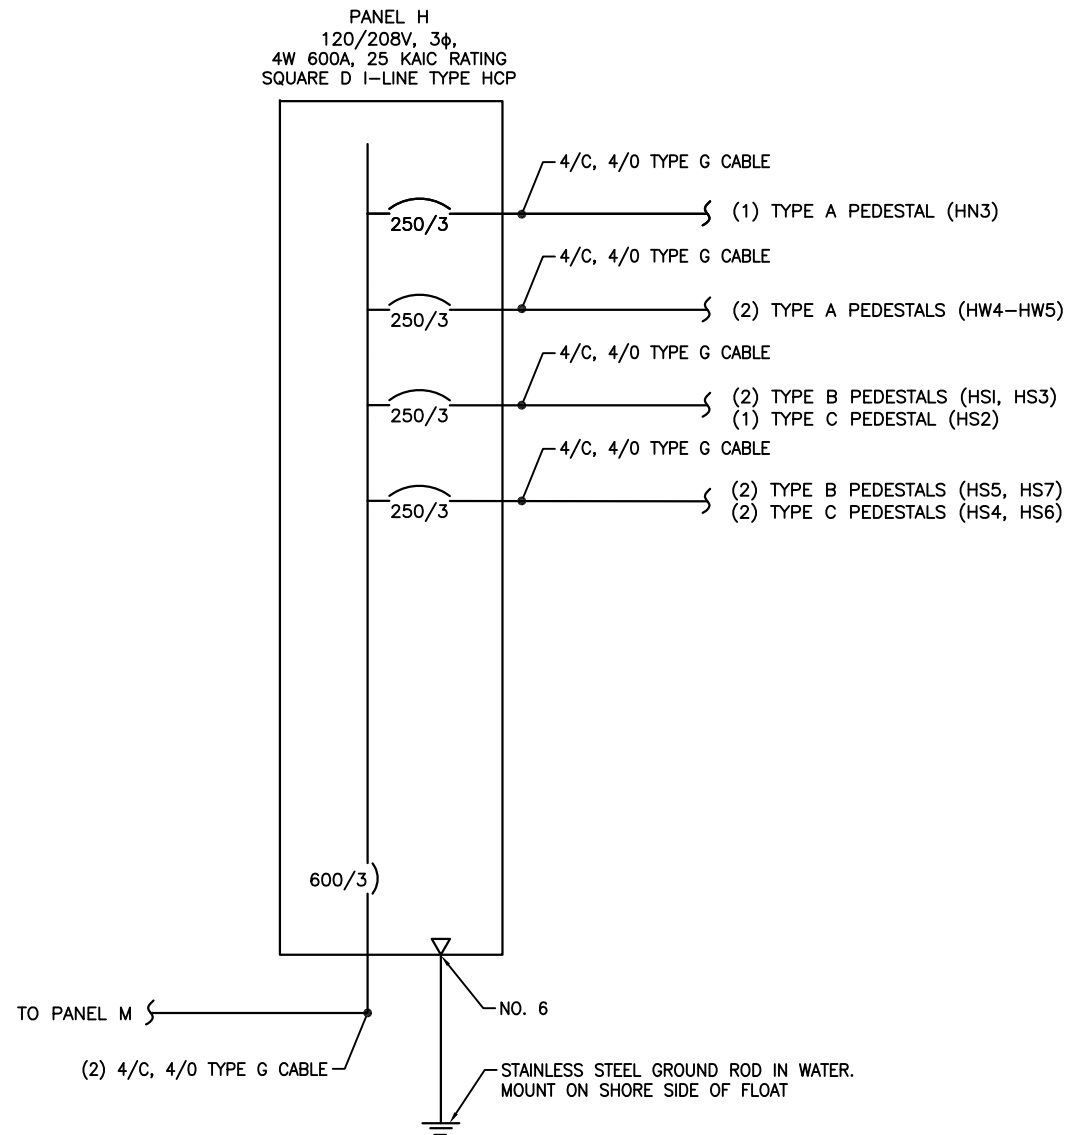 PANEL H
120/208V, 3ϕ,
4W 600A, 25 KAIC RATING
SQUARE D I-LINE TYPE HCP
4/C, 4/0 TYPE G CABLE
250/3
(1) TYPE A PEDESTAL (HN3)
4/C, 4/0 TYPE G CABLE
250/3
(2) TYPE A PEDESTALS (HW4-HW5)
4/C, 4/0 TYPE G CABLE
250/3
(2) TYPE B PEDESTALS (HS1, HS3)
(1) TYPE C PEDESTAL (HS2)
4/C, 4/0 TYPE G CABLE
250/3
(2) TYPE B PEDESTALS (HS5, HS7)
(2) TYPE C PEDESTALS (HS4, HS6)
600/3
TO PANEL M
NO. 6
(2) 4/C, 4/0 TYPE G CABLE
STAINLESS STEEL GROUND ROD IN WATER.
MOUNT ON SHORE SIDE OF FLOAT